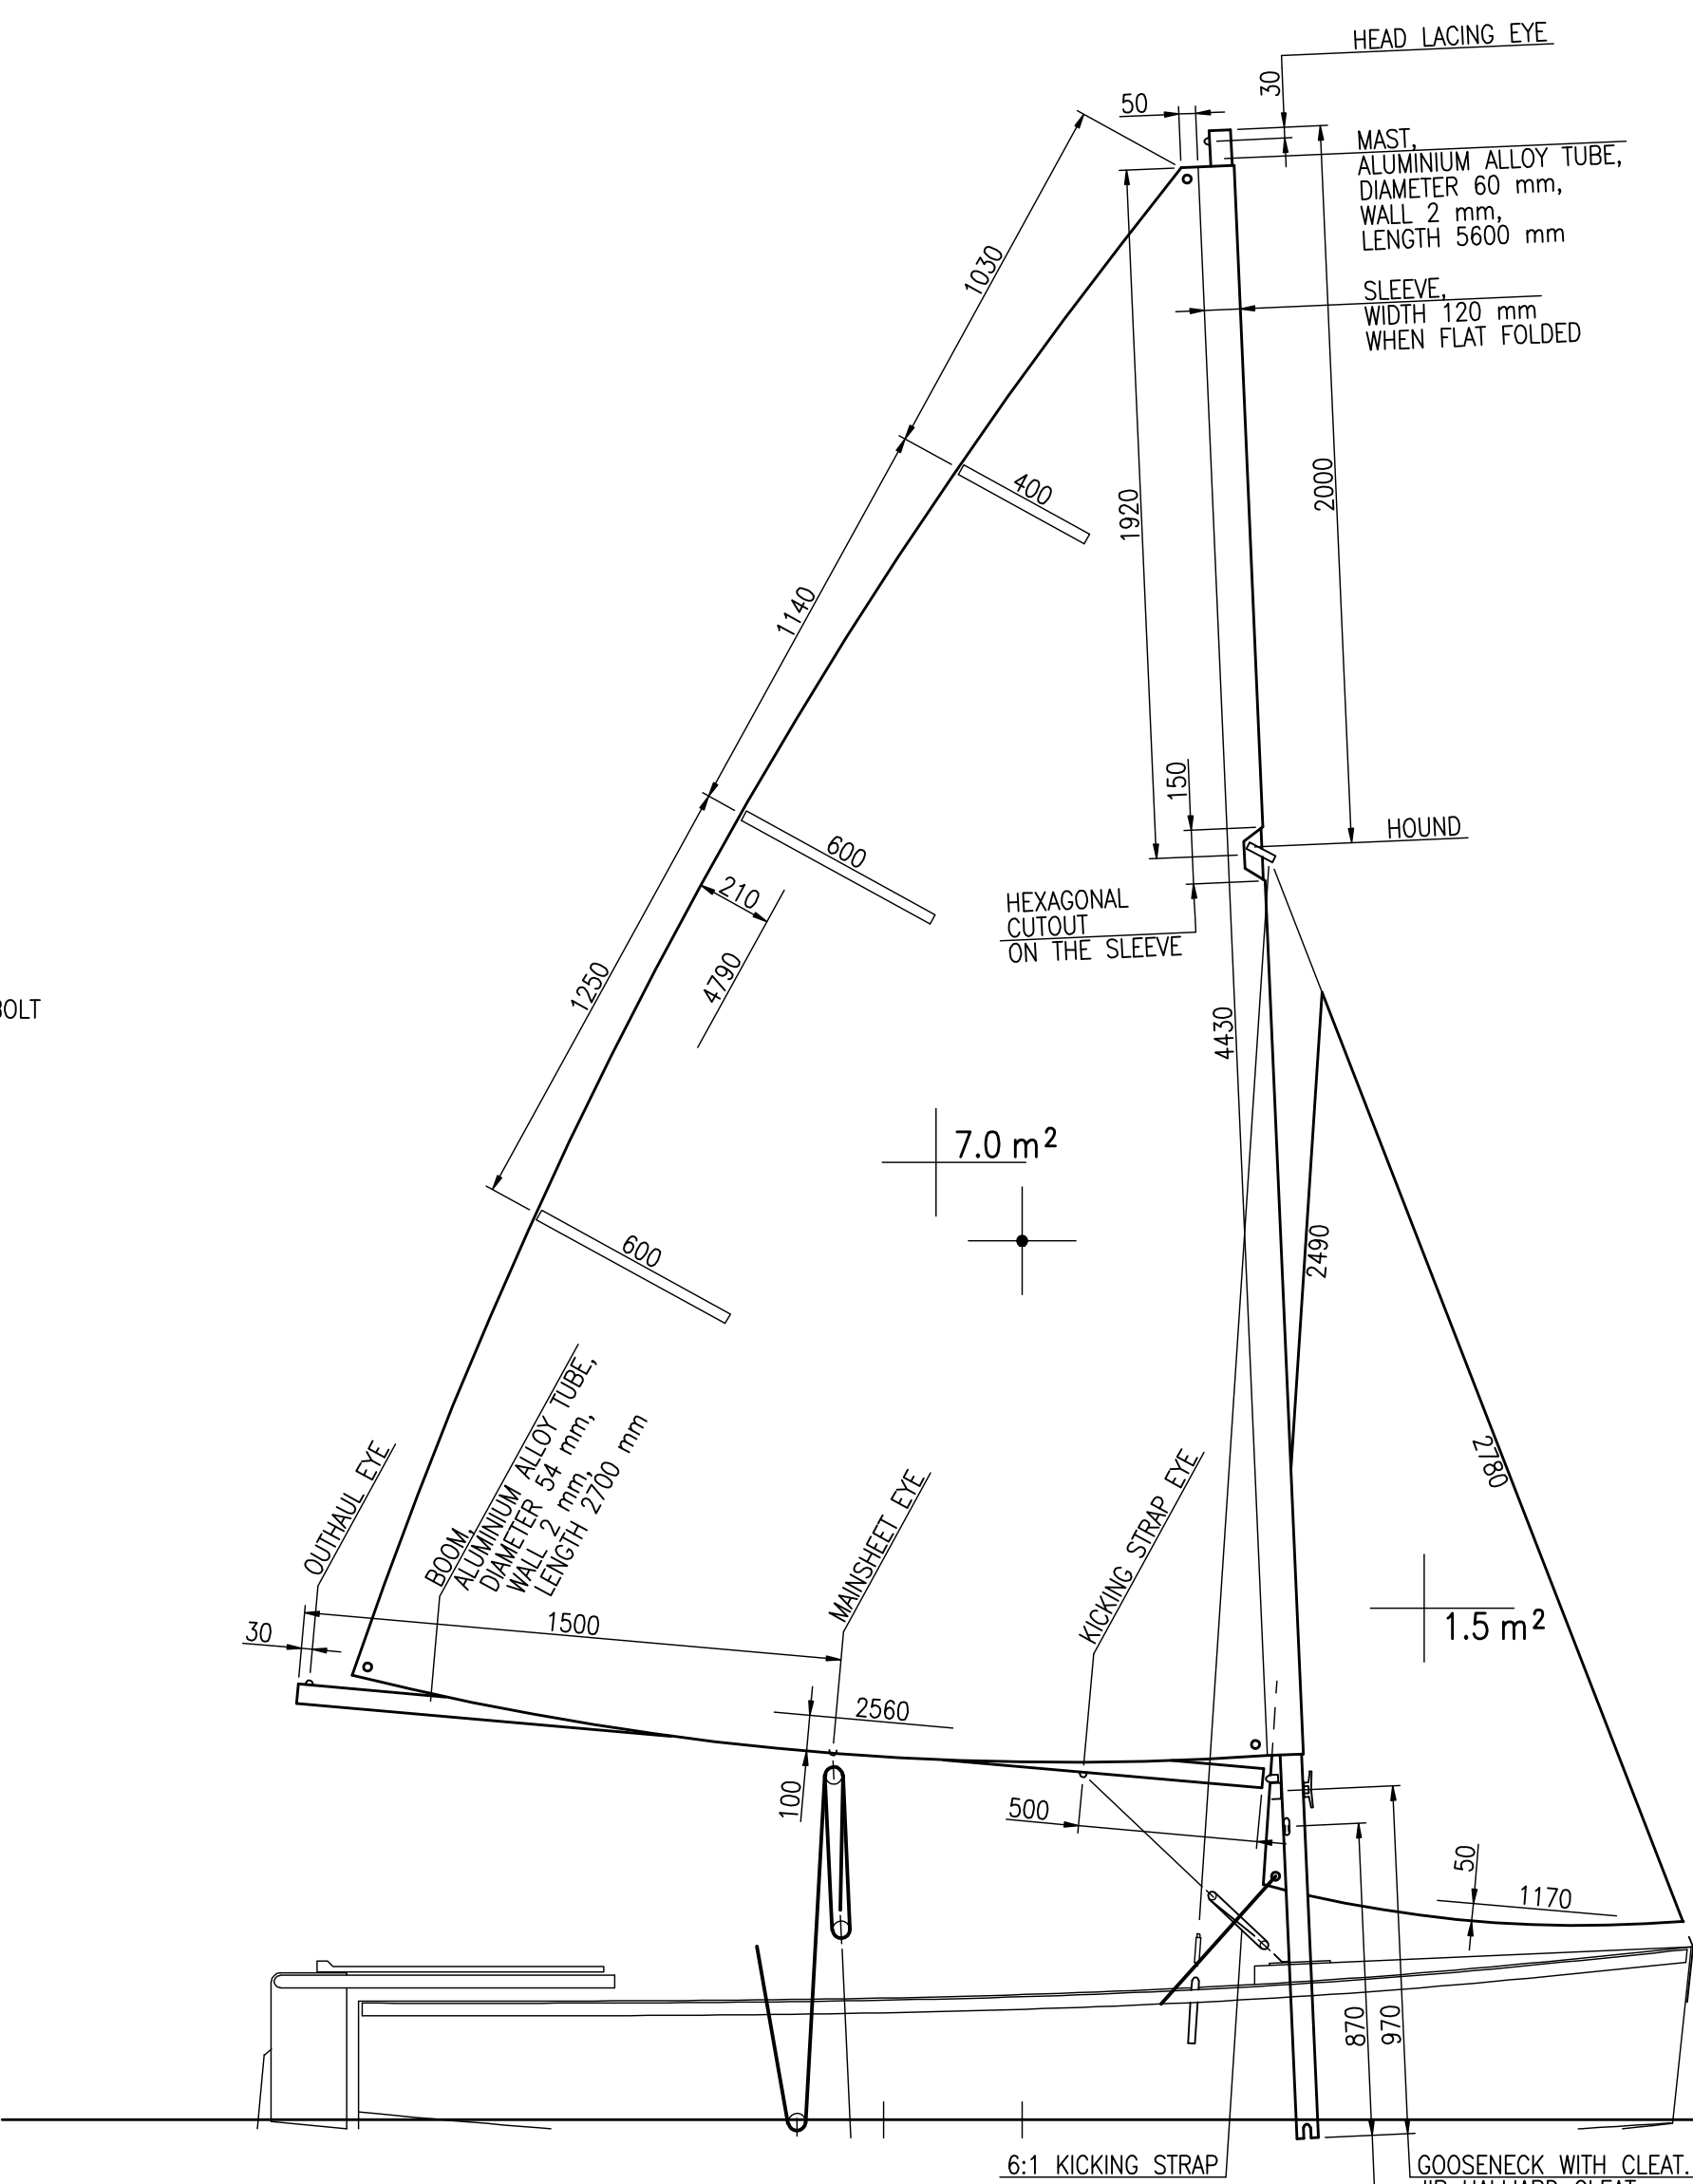 HEAD LACING EYE
30
50
MAST,
ALUMINIUM ALLOY TUBE,
DIAMETER 60 mm,
WALL 2 mm,
LENGTH 5600 mm
1030
SLEEVE,
WIDTH 120 mm
WHEN FLAT FOLDED
400
1920
2000
1140
150
HOUND
600
210
HEXAGONAL
CUTOUT
ON THE SLEEVE
4790
1250
BOLT
4430
7.0 m²
2490
600
2780
OUTHAUL EYE
BOOM,
ALUMINIUM ALLOY TUBE,
DIAMETER 54 mm,
WALL 2 mm,
LENGTH 2700 mm
MAINSHEET EYE
KICKING STRAP EYE
1.5 m²
30
1500
2560
100
500
50
1170
870
970
6:1 KICKING STRAP
GOOSENECK WITH CLEAT.
JIB HALYARD CLEAT